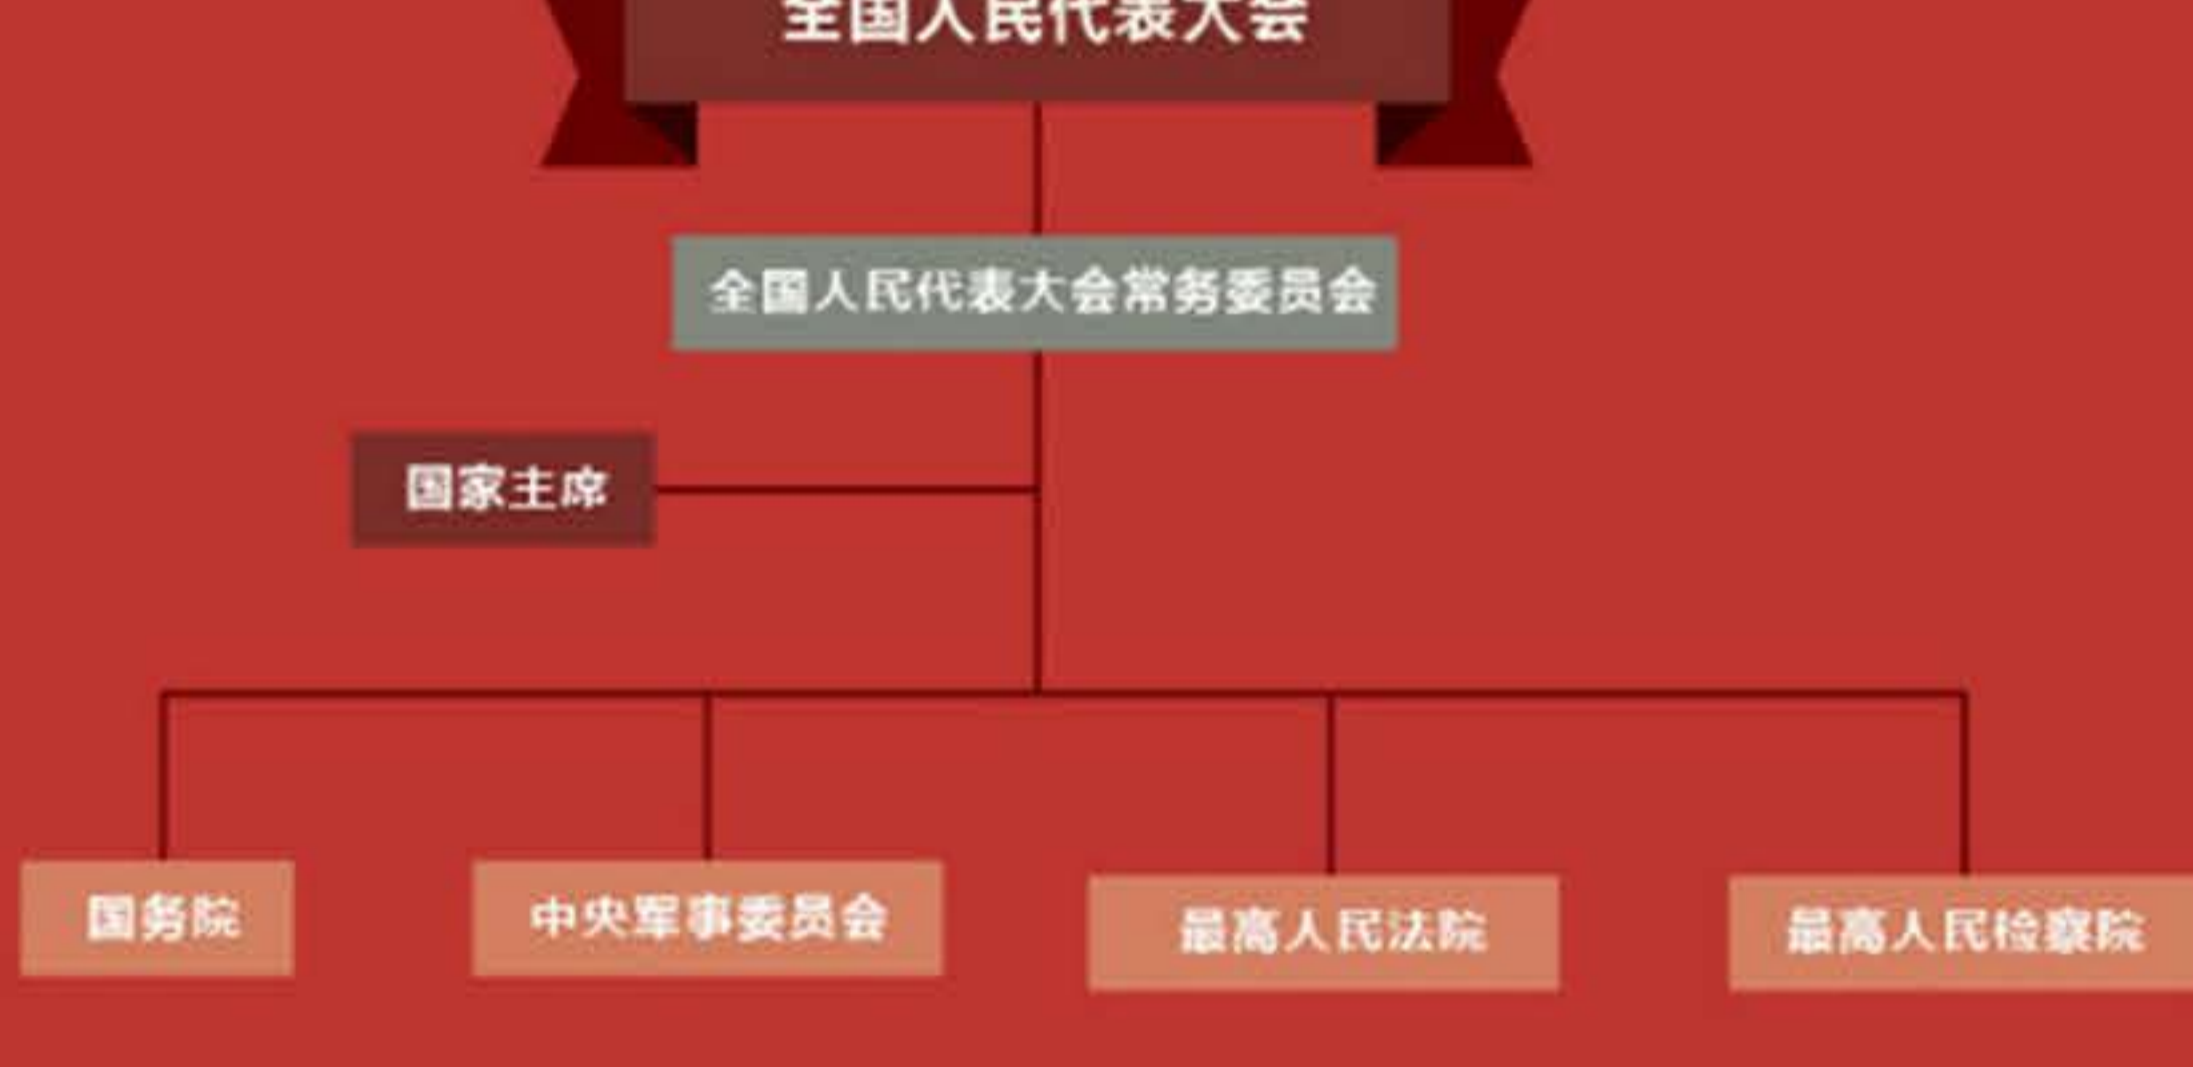 全国人民代表大会
全国人民代表大会常务委员会
国家主席
国务院
中央军事委员会
最高人民法院
最高人民检察院